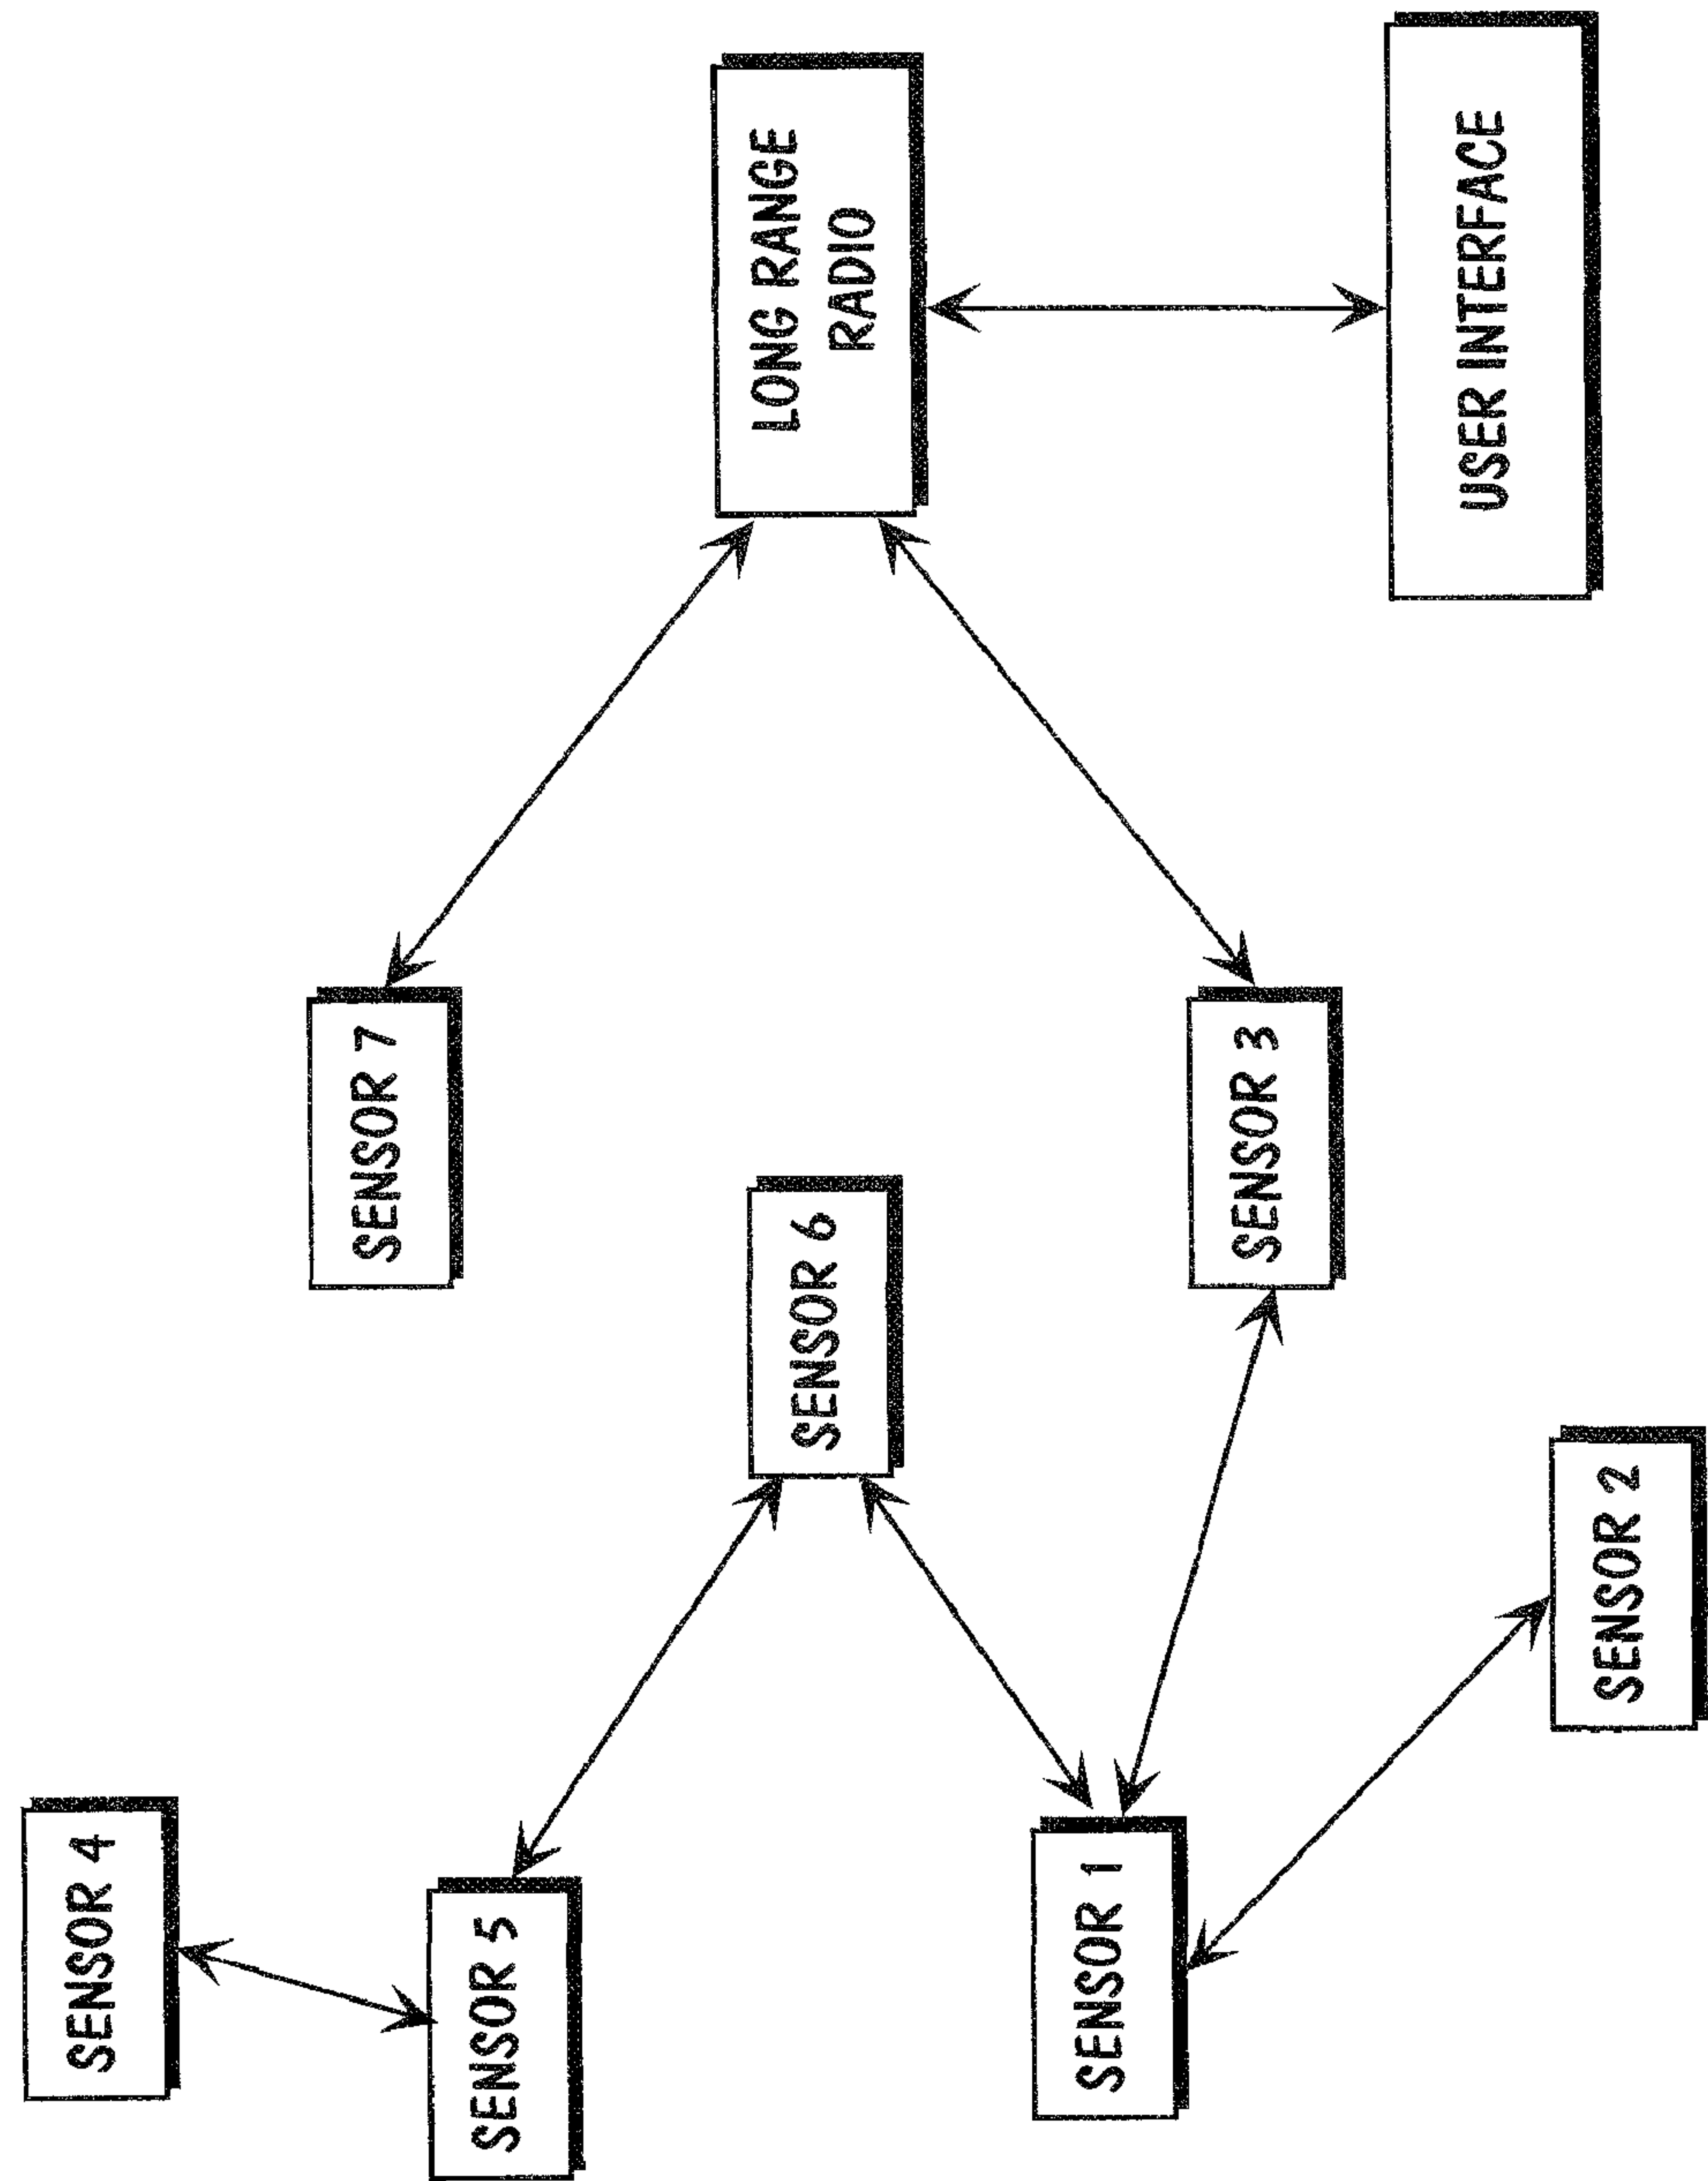 SENSOR 4
SENSOR 5
SENSOR 7
LONG RANGE
RADIO
SENSOR 6
SENSOR 1
SENSOR 3
SENSOR 2
USER INTERFACE